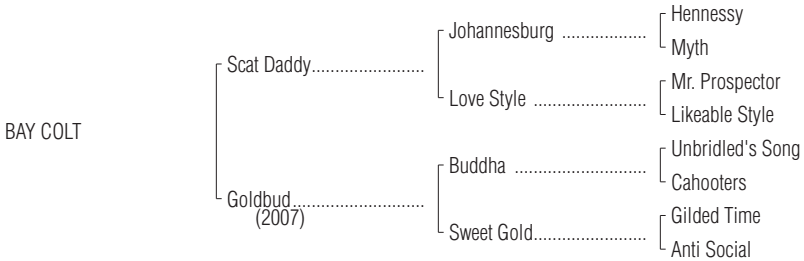 Hennessy
Johannesburg ...................
Myth
Scat Daddy........................
Mr. Prospector
Love Style ........................
Likeable Style
BAY COLT
Unbridled's Song
Buddha ............................
Cahooters
Goldbud............................
(2007)
Gilded Time
Sweet Gold........................
Anti Social